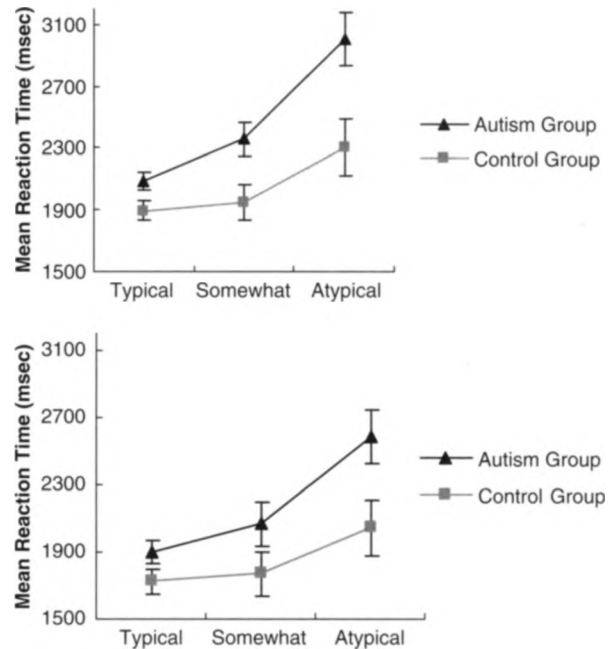 Mean Reaction Time (msec)
3100
2700
2300
1900
1500
Typical
Somewhat
Atypical
Autism Group
Control Group
Mean Reaction Time (msec)
3100
2700
2300
1900
1500
Typical
Somewhat
Atypical
Autism Group
Control Group